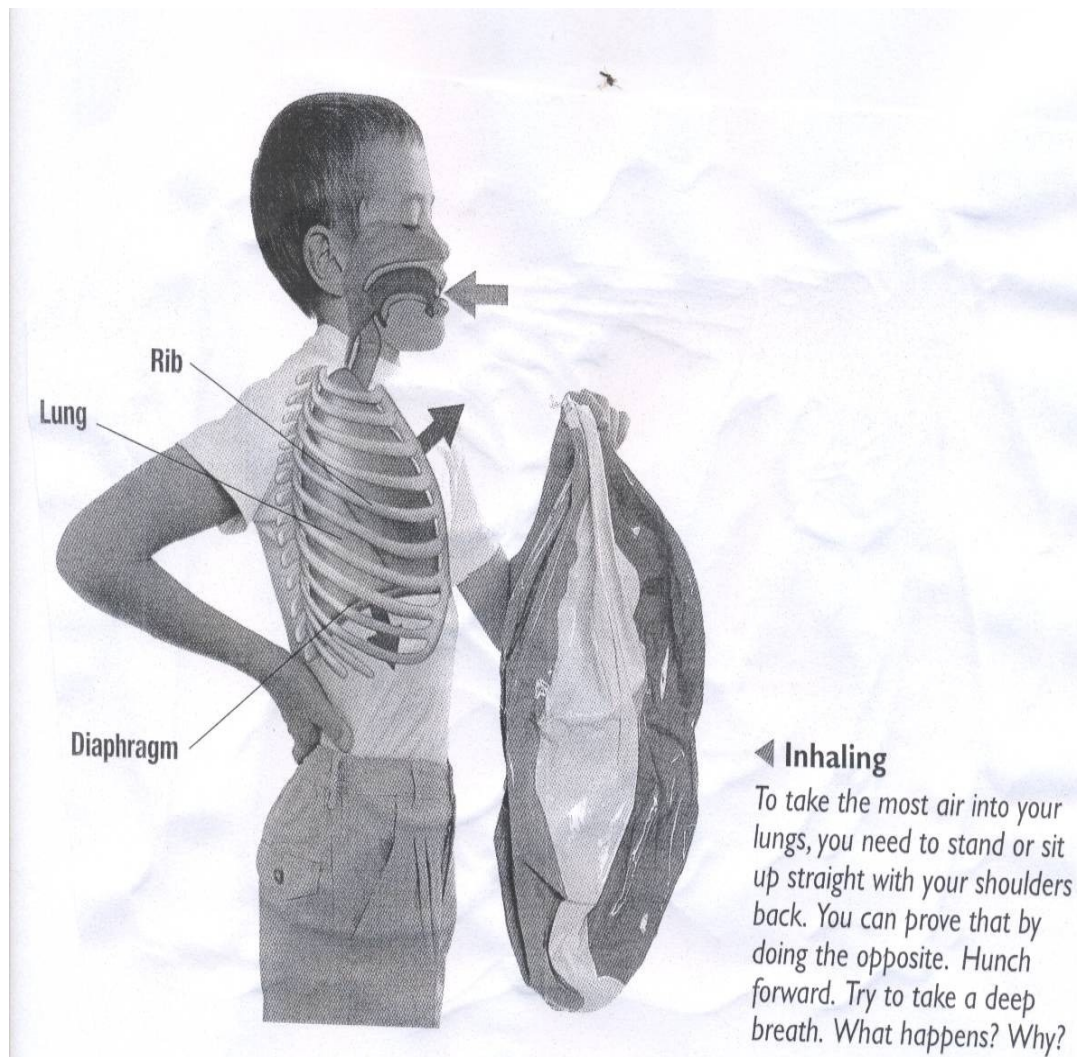 Rib
Lung
Diaphragm
Inhaling
To take the most air into your
lungs, you need to stand or sit
up straight with your shoulders
back. You can prove that by
doing the opposite. Hunch
forward. Try to take a deep
breath. What happens? Why?